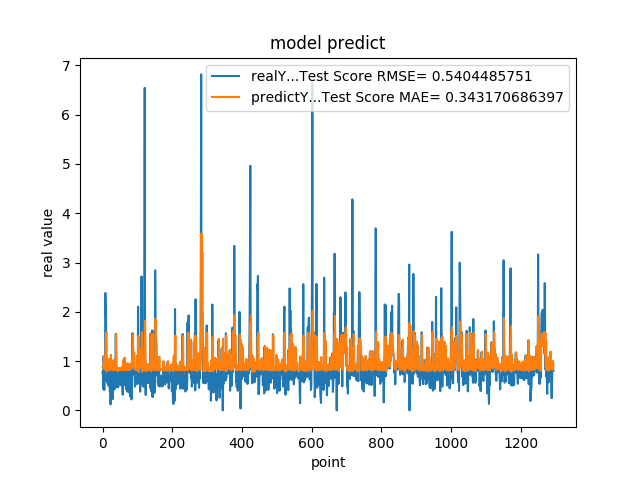 model predict
realY...Test Score RMSE= 0.5404485751
predictY...Test Score MAE= 0.343170686397
real value
7
6
5
4
3
2
1
0
0 200 400 600 800 1000 1200
point